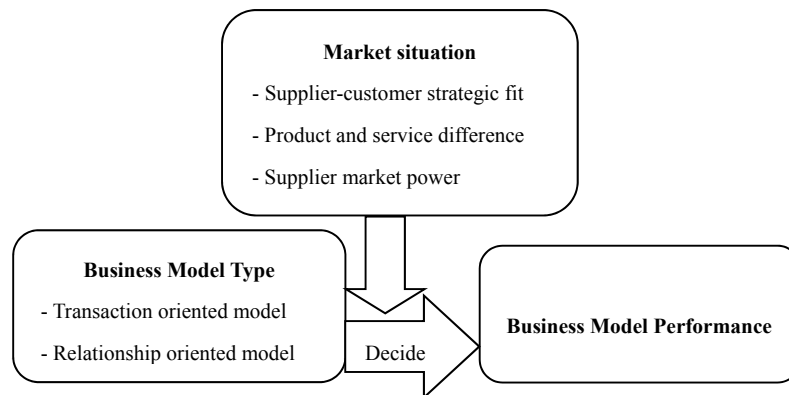 Market situation
- Supplier-customer strategic fit
- Product and service difference
- Supplier market power
Business Model Type
- Transaction oriented model
- Relationship oriented model
Decide
Business Model Performance